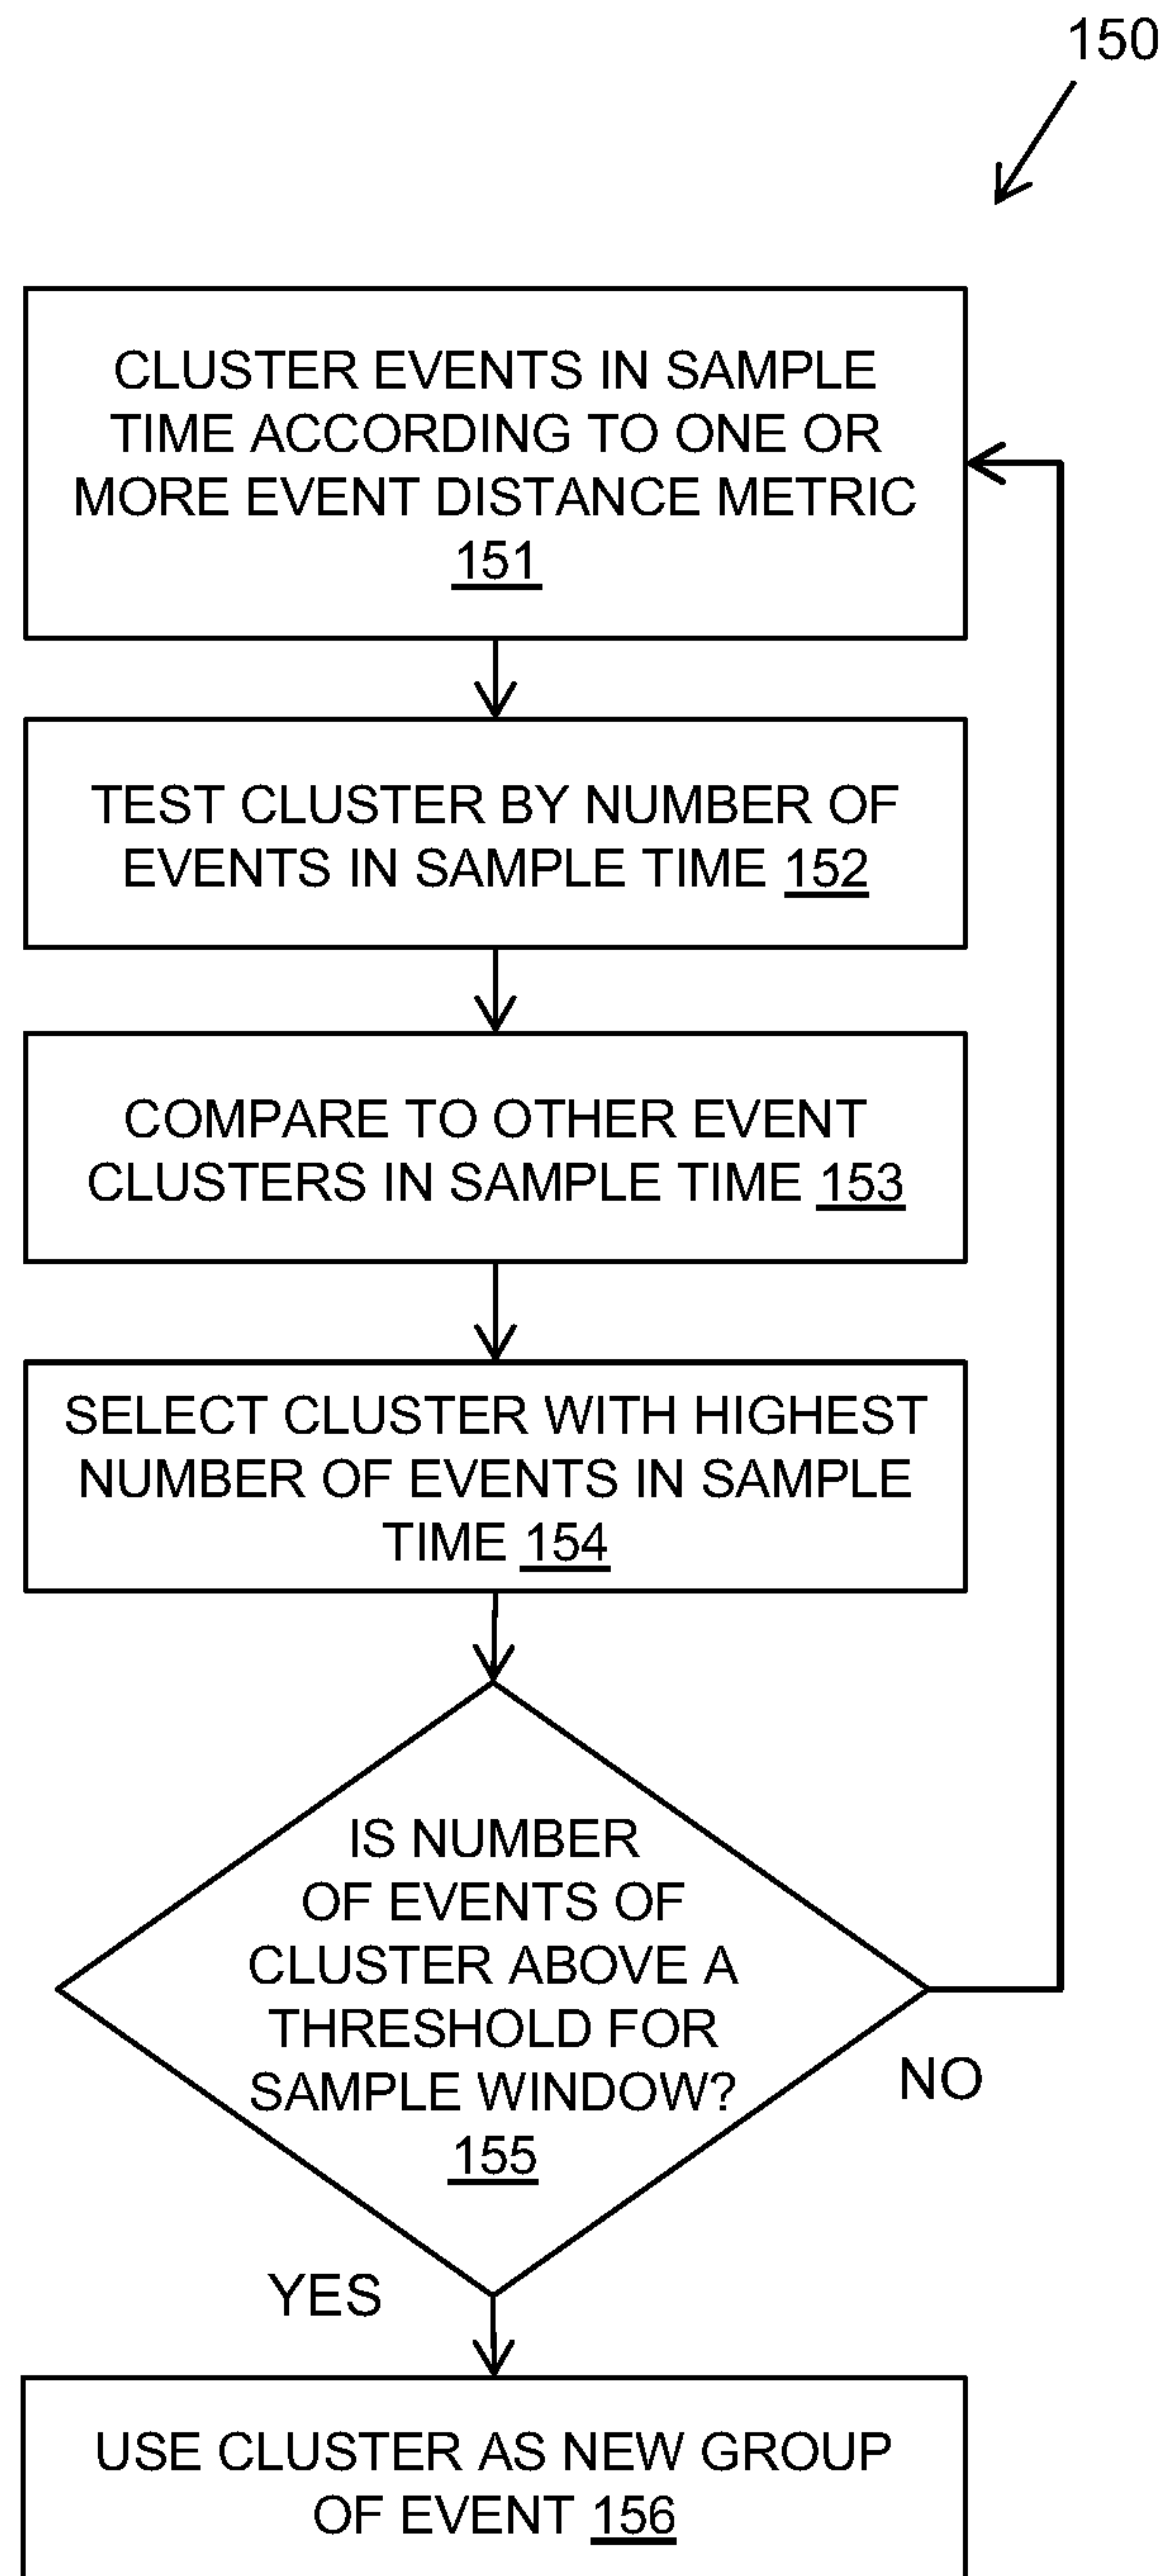 150
CLUSTER EVENTS IN SAMPLE
TIME ACCORDING TO ONE OR
MORE EVENT DISTANCE METRIC
151
TEST CLUSTER BY NUMBER OF
EVENTS IN SAMPLE TIME 152
COMPARE TO OTHER EVENT
CLUSTERS IN SAMPLE TIME 153
SELECT CLUSTER WITH HIGHEST
NUMBER OF EVENTS IN SAMPLE
TIME 154
IS NUMBER
OF EVENTS OF
CLUSTER ABOVE A
THRESHOLD FOR
SAMPLE WINDOW?
155
NO
YES
USE CLUSTER AS NEW GROUP
OF EVENT 156